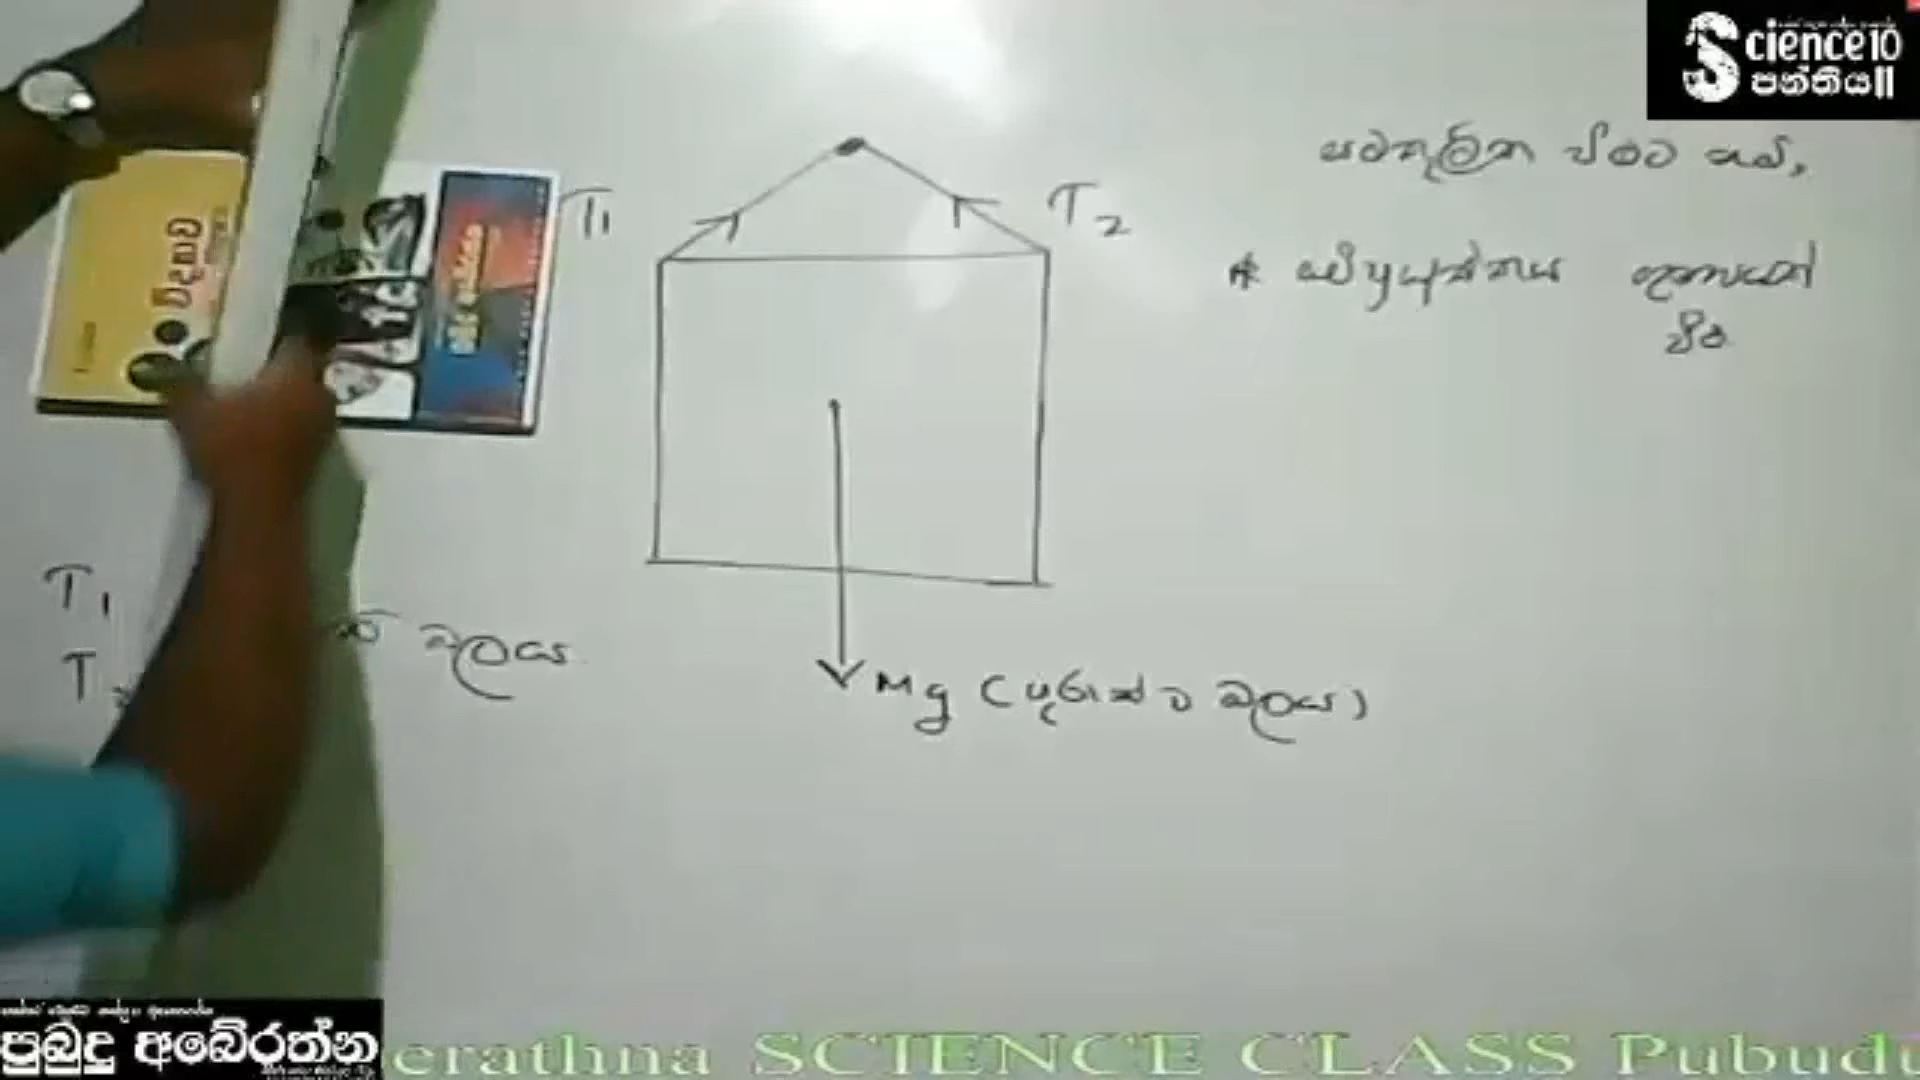 Science10
පන්තිය||
සමතුලිත වීමට නම්,
T1
T2
* සම්ප්‍රයුක්තය ශුන්‍යයක්
වීම
විද්‍යාව
T1
බලය
T2
Mg (ගුරුත්ව බලය)
පුබුදු අබේරත්න
erathna SCIENCE CLASS Pubudu